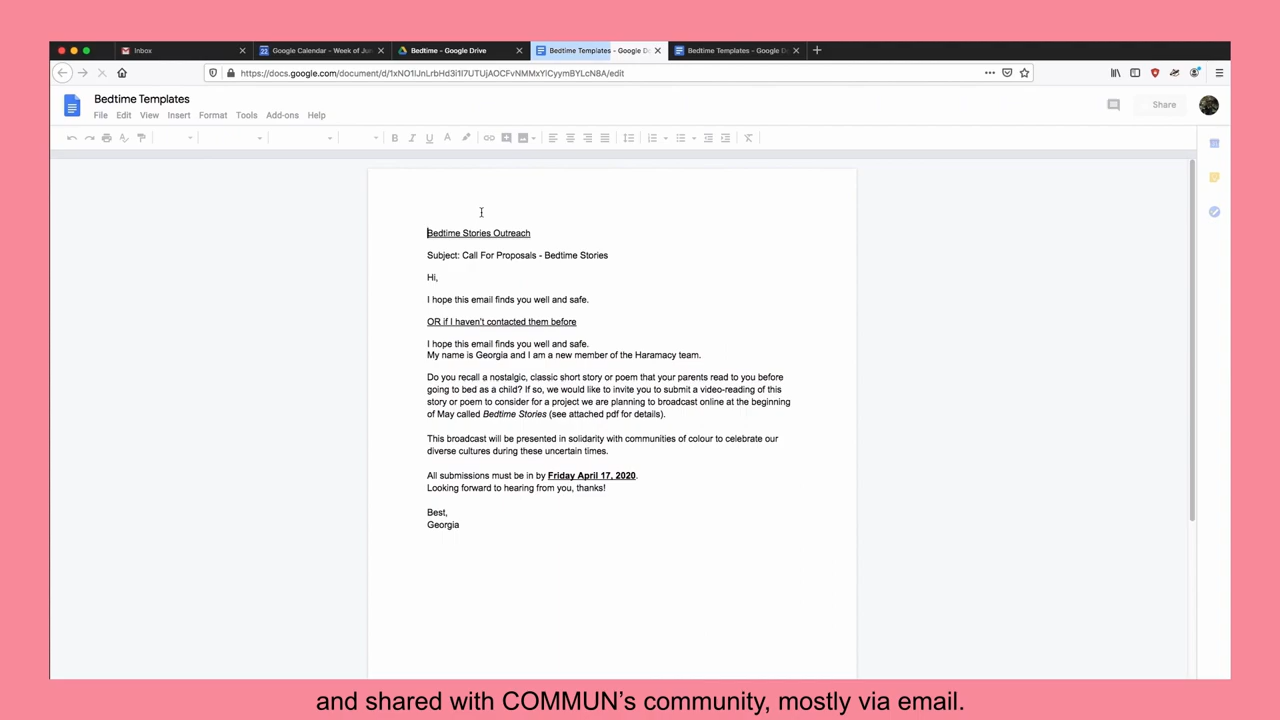 Inbox
Google Calendar - Week of Jun
Bedtime - Google Drive
Bedtime Templates - Google D
Bedtime Templates - Google D
Bedtime Templates
File Edit View Insert Format Tools Add-ons Help
Share
Bedtime Stories Outreach
Subject: Call For Proposals - Bedtime Stories
Hi,
I hope this email finds you well and safe.
OR if I haven't contacted them before
I hope this email finds you well and safe.
My name is Georgia and I am a new member of the Haramacy team.
Do you recall a nostalgic, classic short story or poem that your parents read to you before
going to bed as a child? If so, we would like to invite you to submit a video-reading of this
story or poem to consider for a project we are planning to broadcast online at the beginning
of May called Bedtime Stories (see attached pdf for details).
This broadcast will be presented in solidarity with communities of colour to celebrate our
diverse cultures during these uncertain times.
All submissions must be in by Friday April 17, 2020.
Looking forward to hearing from you, thanks!
Best,
Georgia
and shared with COMMUN's community, mostly via email.